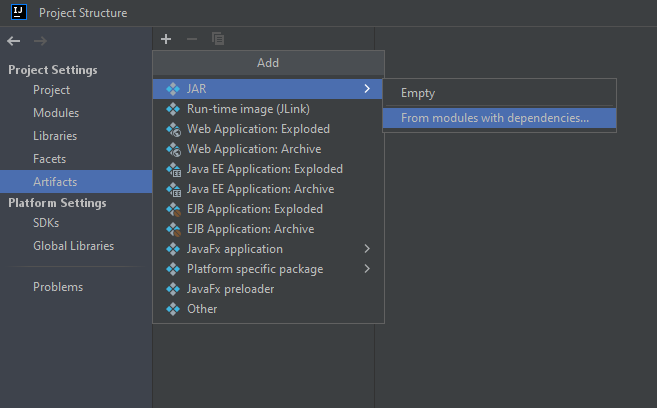 IJ
Project Structure
Project Settings
Project
Modules
Libraries
Facets
Artifacts
Platform Settings
SDKs
Global Libraries
Problems
Add
JAR
Run-time image (JLink)
Web Application: Exploded
Web Application: Archive
Java EE Application: Exploded
Java EE Application: Archive
EJB Application: Exploded
EJB Application: Archive
JavaFx application
Platform specific package
JavaFx preloader
Other
Empty
From modules with dependencies...